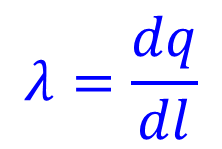 λ = dq/dl